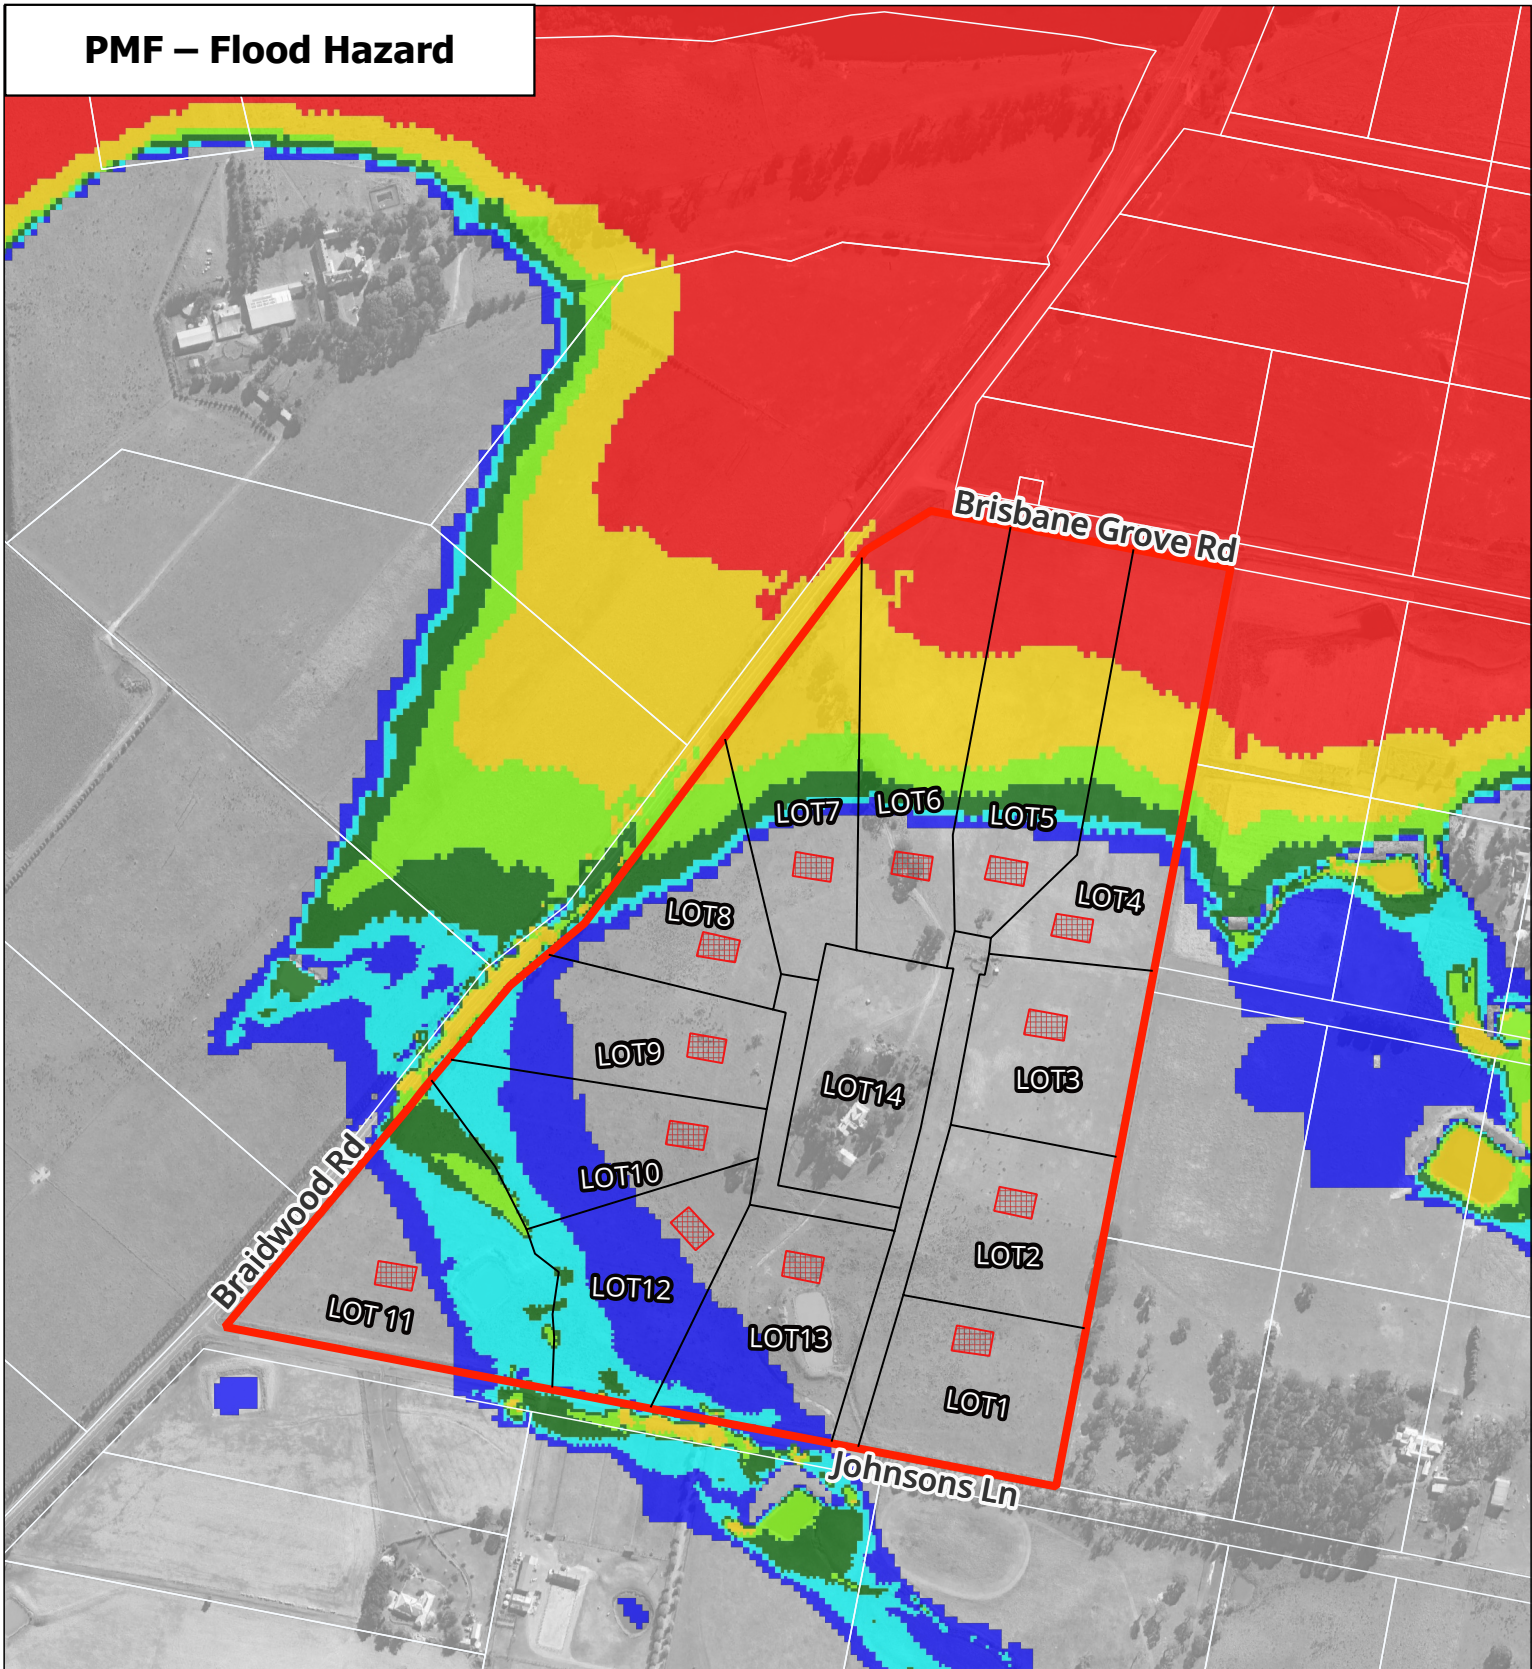 PMF – Flood Hazard
Brisbane Grove Rd
LOT7
LOT6
LOT5
LOT4
LOT8
LOT9
LOT14
LOT3
LOT10
LOT12
LOT2
LOT 11
LOT13
LOT1
Braidwood Rd
Johnsons Ln